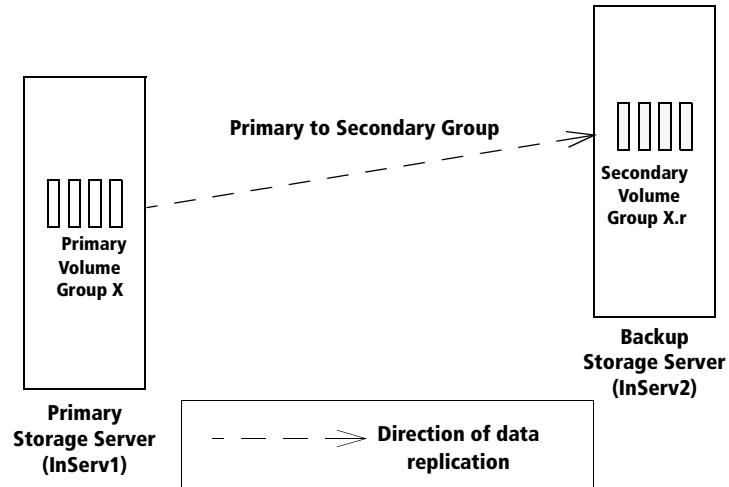 Primary to Secondary Group
Primary
Volume
Group X
Secondary
Volume
Group X.r
Backup
Storage Server
(InServ2)
Primary
Storage Server
(InServ1)
Direction of data
replication